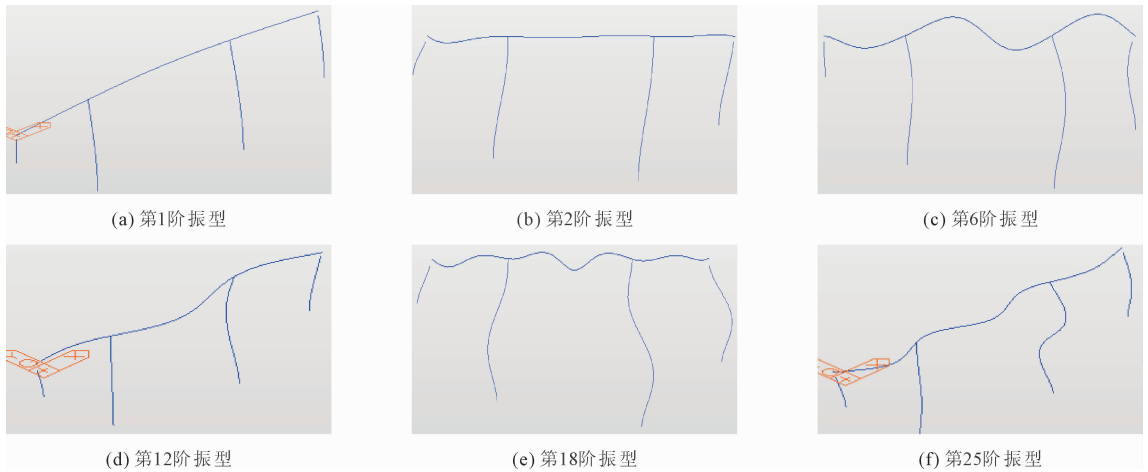 (a) 第1阶振型
(b) 第2阶振型
(c) 第6阶振型
(d) 第12阶振型
(e) 第18阶振型
(f) 第25阶振型